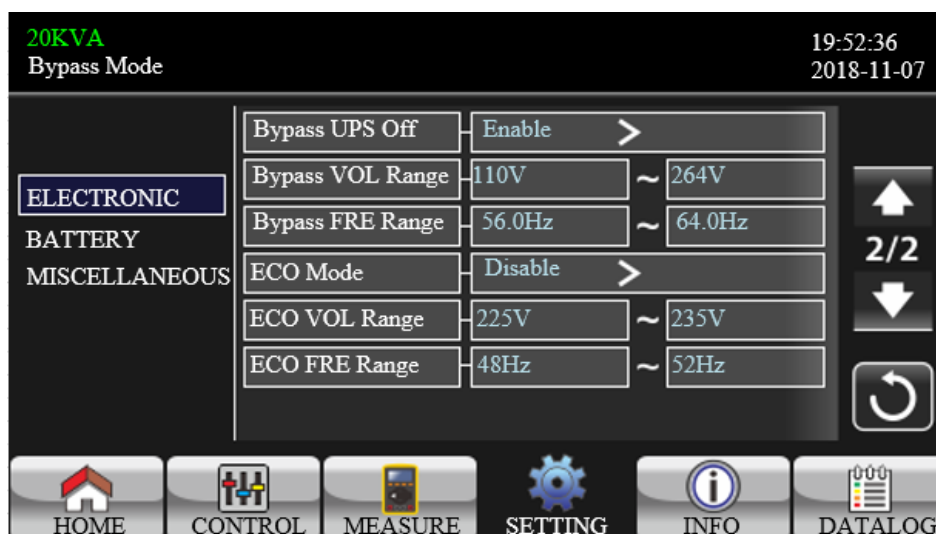 20KVA
Bypass Mode
19:52:36
2018-11-07
ELECTRONIC
BATTERY
MISCELLANEOUS
Bypass UPS Off Enable >
Bypass VOL Range 110V ~ 264V
Bypass FRE Range 56.0Hz ~ 64.0Hz
ECO Mode Disable >
ECO VOL Range 225V ~ 235V
ECO FRE Range 48Hz ~ 52Hz
2/2
HOME CONTROL MEASURE SETTING INFO DATALOG